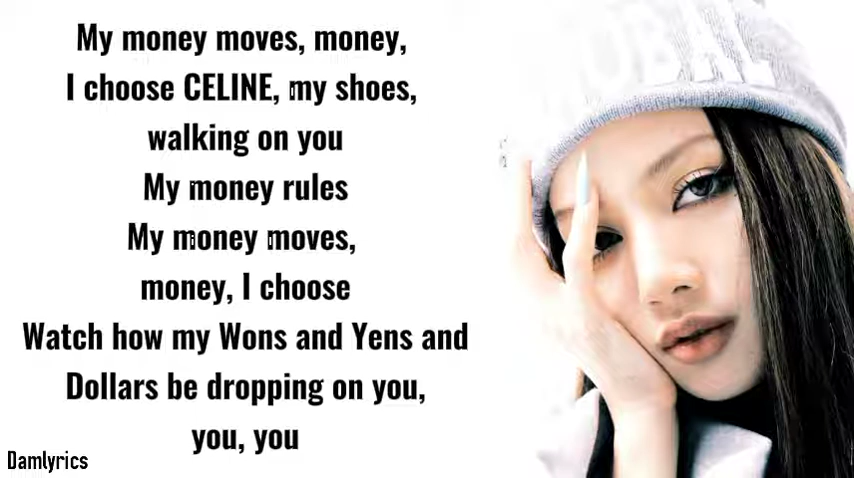 My money moves, money,
I choose CELINE, my shoes,
walking on you
My money rules
My money moves,
money, I choose
Watch how my Wons and Yens and
Dollars be dropping on you,
you, you
Damlyrics